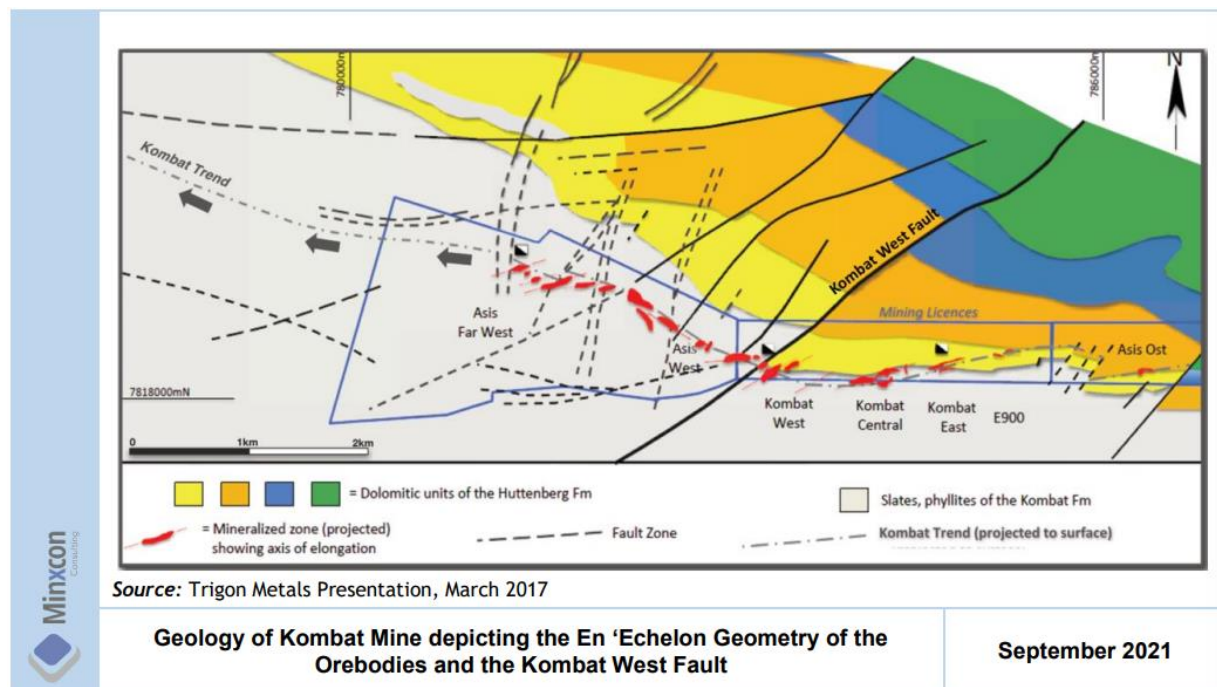 780000m
786000m
N
Kombat Trend
Kombat West Fault
Mining Licences
Asis
Far West
Asis
West
Asis Ost
7818000mN
Kombat
West
Kombat
Central
Kombat
East
E900
0 1km 2km
= Dolomitic units of the Huttenberg Fm
Slates, phyllites of the Kombat Fm
= Mineralized zone (projected)
showing axis of elongation
Fault Zone
Kombat Trend (projected to surface)
Minxcon
Consulting
Source: Trigon Metals Presentation, March 2017
Geology of Kombat Mine depicting the En ‘Echelon Geometry of the
Orebodies and the Kombat West Fault
September 2021